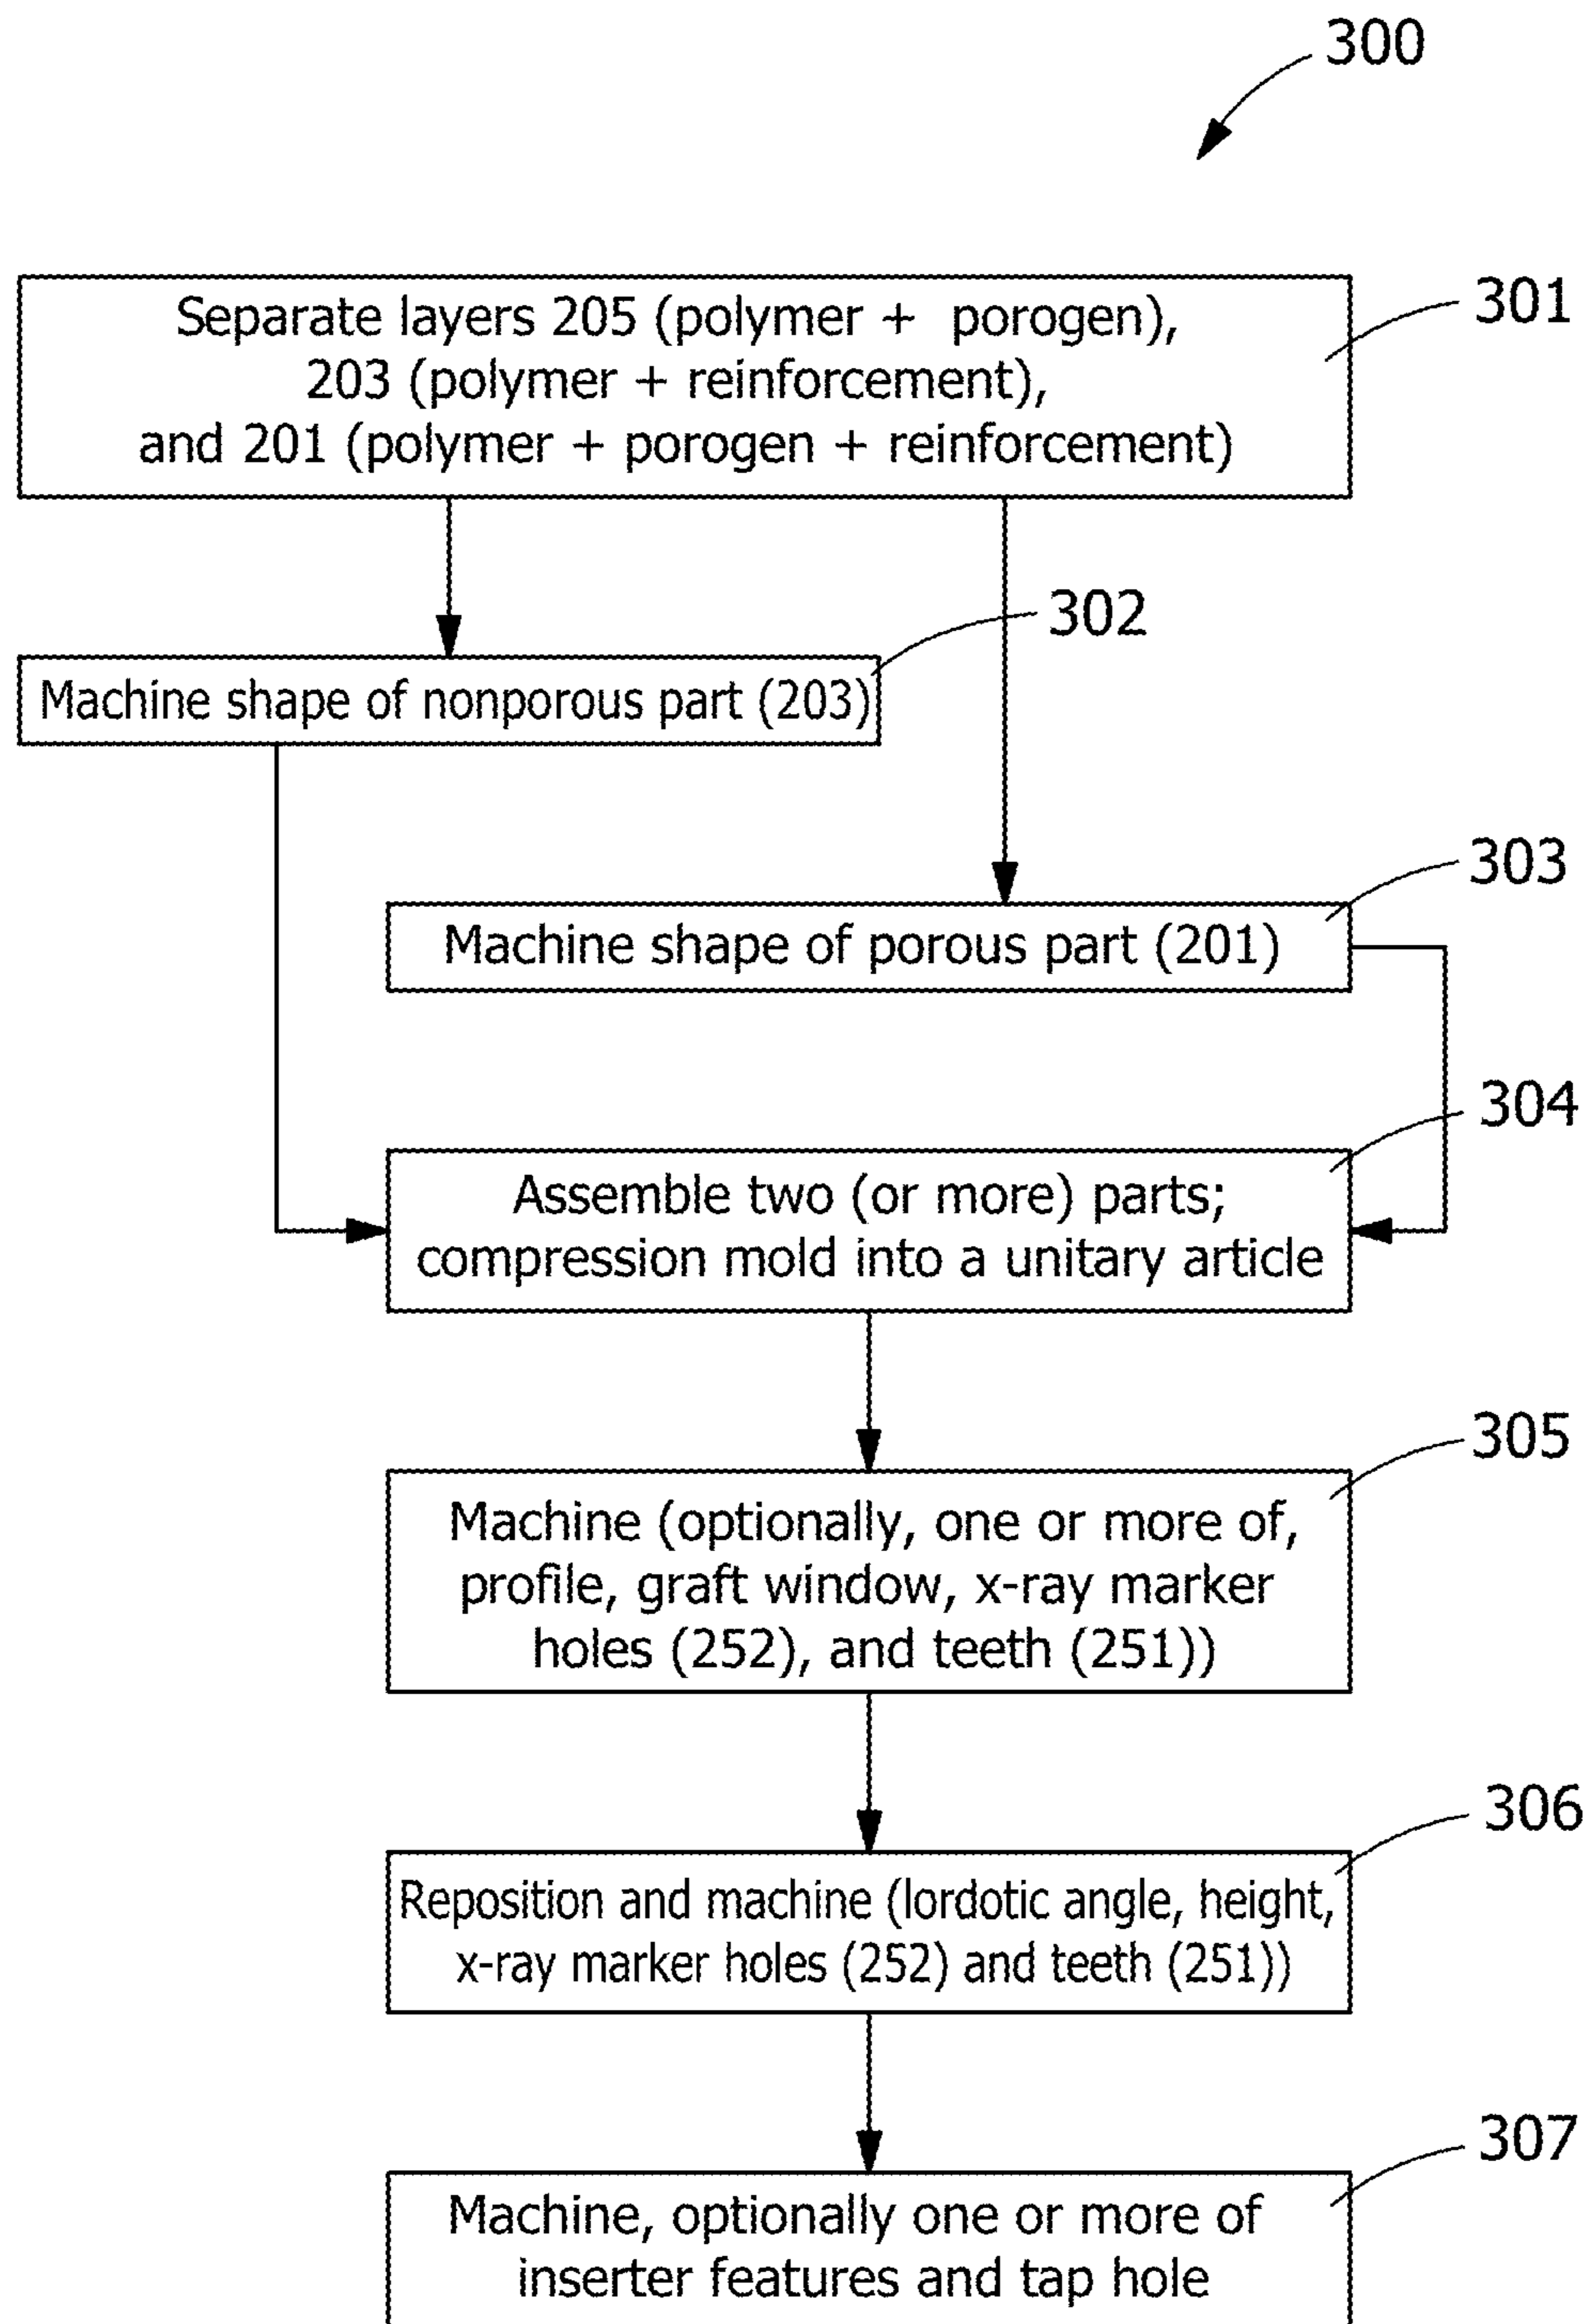 300
Separate layers 205 (polymer + porogen),
203 (polymer + reinforcement),
and 201 (polymer + porogen + reinforcement)
301
302
Machine shape of nonporous part (203)
303
Machine shape of porous part (201)
304
Assemble two (or more) parts;
compression mold into a unitary article
305
Machine (optionally, one or more of,
profile, graft window, x-ray marker
holes (252), and teeth (251))
306
Reposition and machine (lordotic angle, height,
x-ray marker holes (252) and teeth (251))
307
Machine, optionally one or more of
inserter features and tap hole